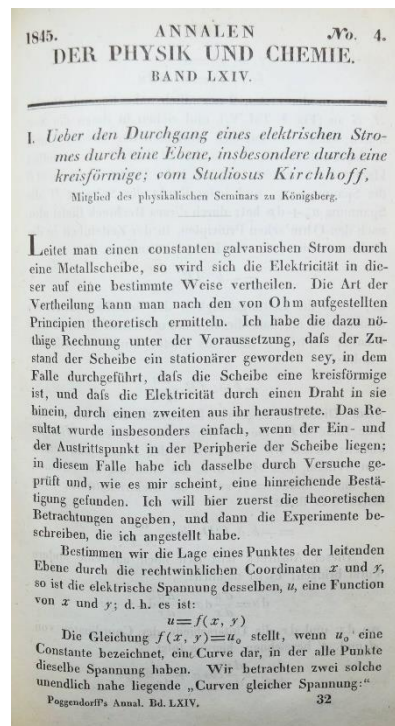 1845.
ANNALEN
No. 4.
DER PHYSIK UND CHEMIE.
BAND LXIV.
I. Ueber den Durchgang eines elektrischen Stro-
mes durch eine Ebene, insbesondere durch eine
kreisförmige; vom Studiosus Kirchhoff,
Mitglied des physikalischen Seminars zu Königsberg.
Leitet man einen constanten galvanischen Strom durch
eine Metallscheibe, so wird sich die Elektricität in die-
ser auf eine bestimmte Weise vertheilen. Die Art der
Vertheilung kann man nach den von Ohm aufgestellten
Principien theoretisch ermitteln. Ich habe die dazu nö-
thige Rechnung unter der Voraussetzung, daſs der Zu-
stand der Scheibe ein stationärer geworden sey, in dem
Falle durchgeführt, daſs die Scheibe eine kreisförmige
ist, und daſs die Elektricität durch einen Draht in sie
hinein, durch einen zweiten aus ihr heraustrete. Das Re-
sultat wurde insbesonders einfach, wenn der Ein- und
der Austrittspunkt in der Peripherie der Scheibe liegen;
in diesem Falle habe ich dasselbe durch Versuche ge-
prüft und, wie es mir scheint, eine hinreichende Bestä-
tigung gefunden. Ich will hier zuerst die theoretischen
Betrachtungen angeben, und dann die Experimente be-
schreiben, die ich angestellt habe.
Bestimmen wir die Lage eines Punktes der leitenden
Ebene durch die rechtwinklichen Coordinaten x und y,
so ist die elektrische Spannung desselben, u, eine Function
von x und y; d. h. es ist:
u=f(x, y)
Die Gleichung f(x, y)=u₀ stellt, wenn u₀ eine
Constante bezeichnet, eine Curve dar, in der alle Punkte
dieselbe Spannung haben. Wir betrachten zwei solche
unendlich nahe liegende „Curven gleicher Spannung:"
Poggendorff's Annal. Bd. LXIV.
32